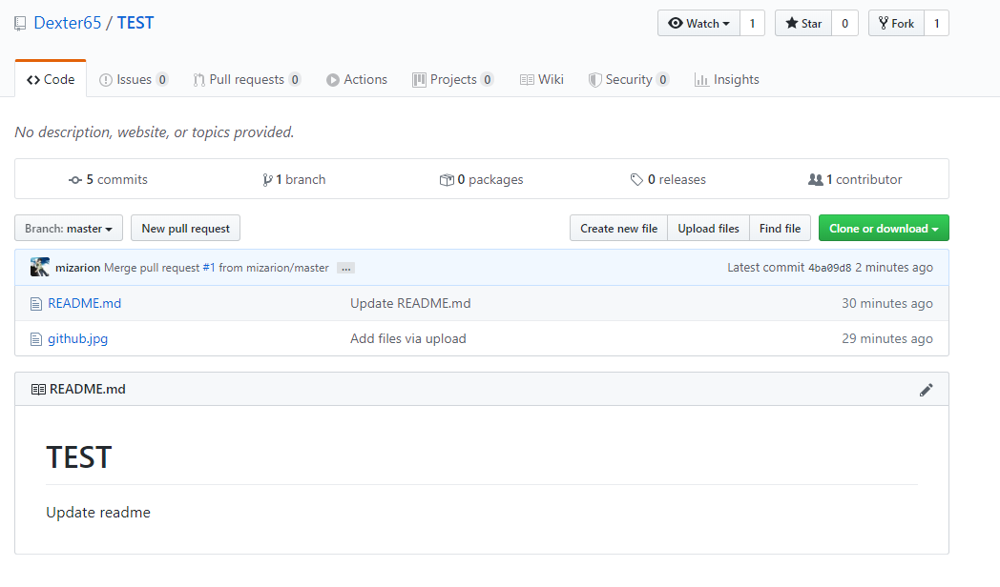 Dexter65 / TEST
Watch 1 Star 0 Fork 1
Code Issues 0 Pull requests 0 Actions Projects 0 Wiki Security 0 Insights
No description, website, or topics provided.
5 commits 1 branch 0 packages 0 releases 1 contributor
Branch: master New pull request Create new file Upload files Find file Clone or download
mizarion Merge pull request #1 from mizarion/master … Latest commit 4ba09d8 2 minutes ago
README.md Update README.md 30 minutes ago
github.jpg Add files via upload 29 minutes ago
README.md
TEST
Update readme